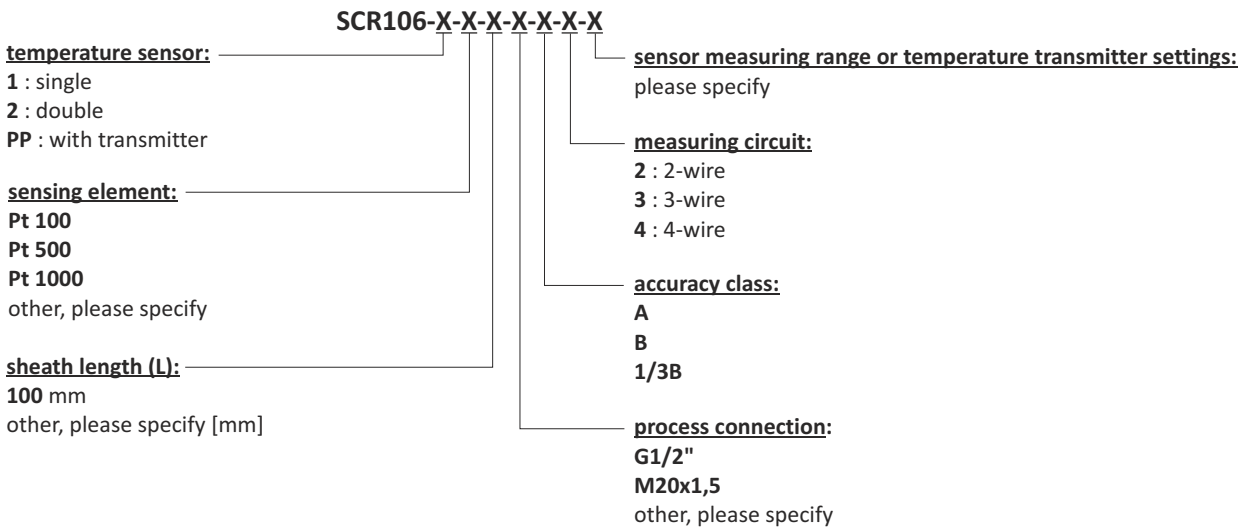 SCR106-X-X-X-X-X-X-X
temperature sensor:
1 : single
2 : double
PP : with transmitter
sensing element:
Pt 100
Pt 500
Pt 1000
other, please specify
sheath length (L):
100 mm
other, please specify [mm]
sensor measuring range or temperature transmitter settings:
please specify
measuring circuit:
2 : 2-wire
3 : 3-wire
4 : 4-wire
accuracy class:
A
B
1/3B
process connection:
G1/2"
M20x1,5
other, please specify